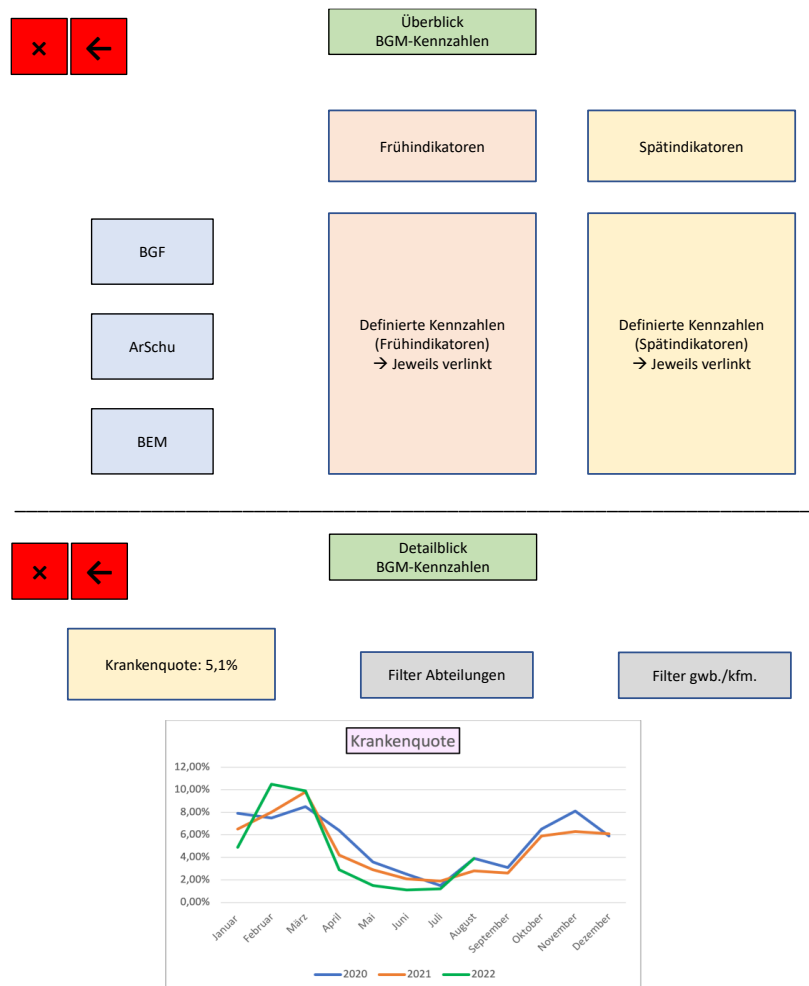 Überblick
BGM-Kennzahlen
Frühindikatoren
Spätindikatoren
BGF
ArSchu
BEM
Definierte Kennzahlen
(Frühindikatoren)
→ Jeweils verlinkt
Definierte Kennzahlen
(Spätindikatoren)
→ Jeweils verlinkt
Detailblick
BGM-Kennzahlen
Krankenquote: 5,1%
Filter Abteilungen
Filter gwb./kfm.
Krankenquote
12,00%
10,00%
8,00%
6,00%
4,00%
2,00%
0,00%
Januar
Februar
März
April
Mai
Juni
Juli
August
September
Oktober
November
Dezember
2020
2021
2022